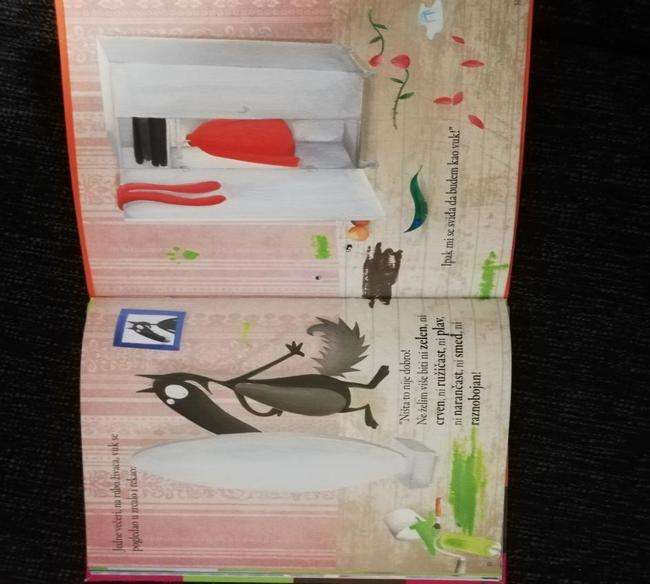 Jedne večeri, na rubu živaca, vuk se
pogledao u zrcalo i rekao:
"Ništa to nije dobro!
Ne želim više biti ni zelen, ni
crven, ni ružičast, ni plav,
ni narančast, ni smeđ, ni
raznobojan!
Ipak mi se sviđa da budem kao vuk!"